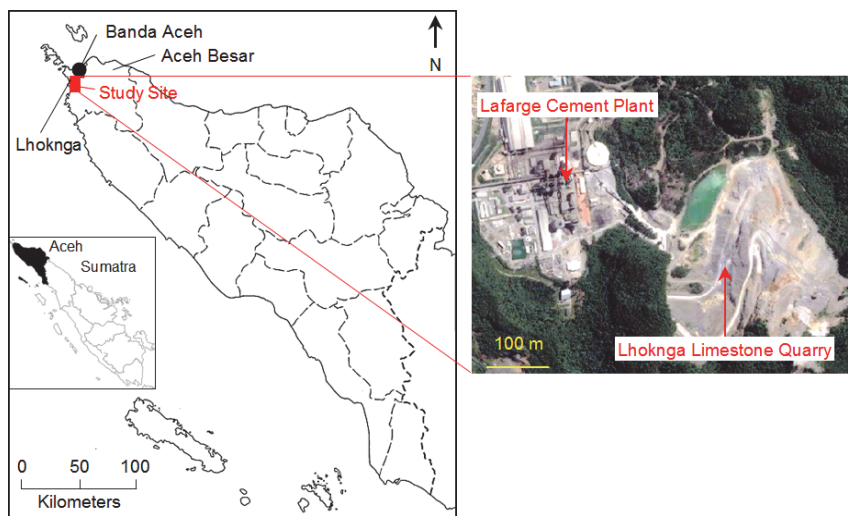 Banda Aceh
Aceh Besar
N
Study Site
Lhoknga
Aceh
Sumatra
0 50 100
Kilometers
Lafarge Cement Plant
100 m
Lhoknga Limestone Quarry